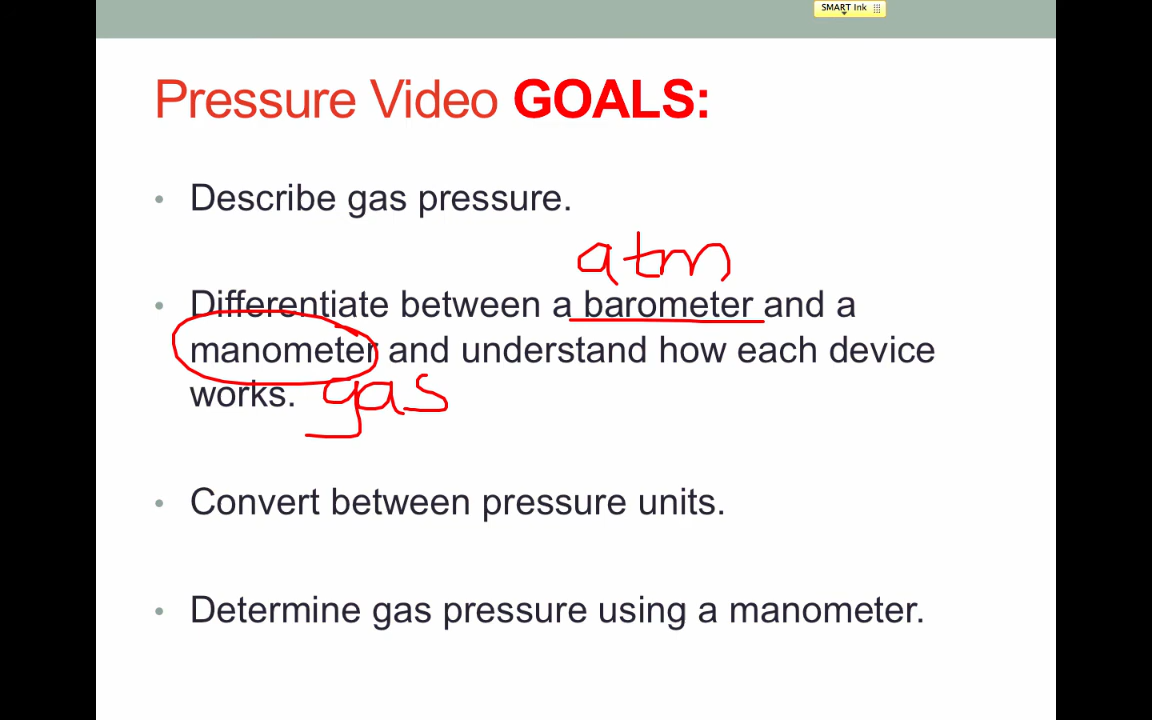 SMART Ink
Pressure Video GOALS:
• Describe gas pressure.
atm
• Differentiate between a barometer and a
manometer and understand how each device
works. gas
• Convert between pressure units.
• Determine gas pressure using a manometer.